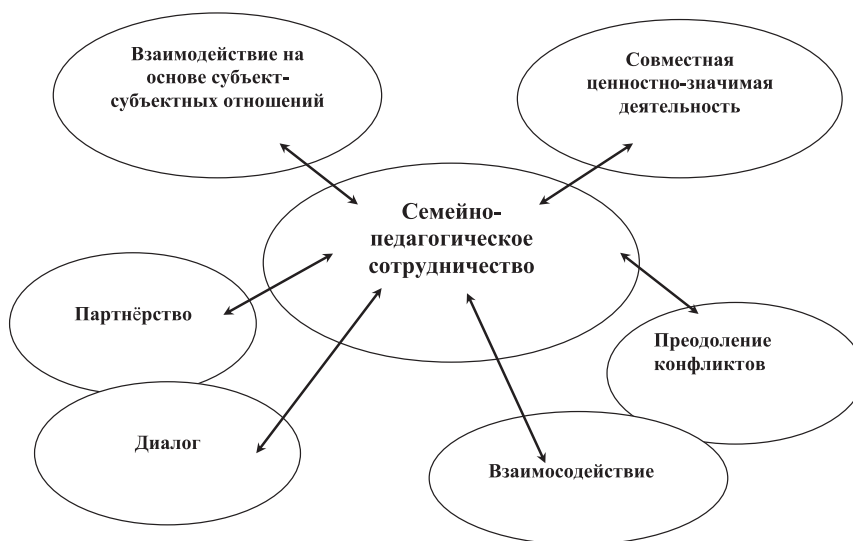 Взаимодействие на
основе субъект-
субъектных отношений
Совместная
ценностно-значимая
деятельность
Семейно-
педагогическое
сотрудничество
Партнёрство
Преодоление
конфликтов
Диалог
Взаимосодействие